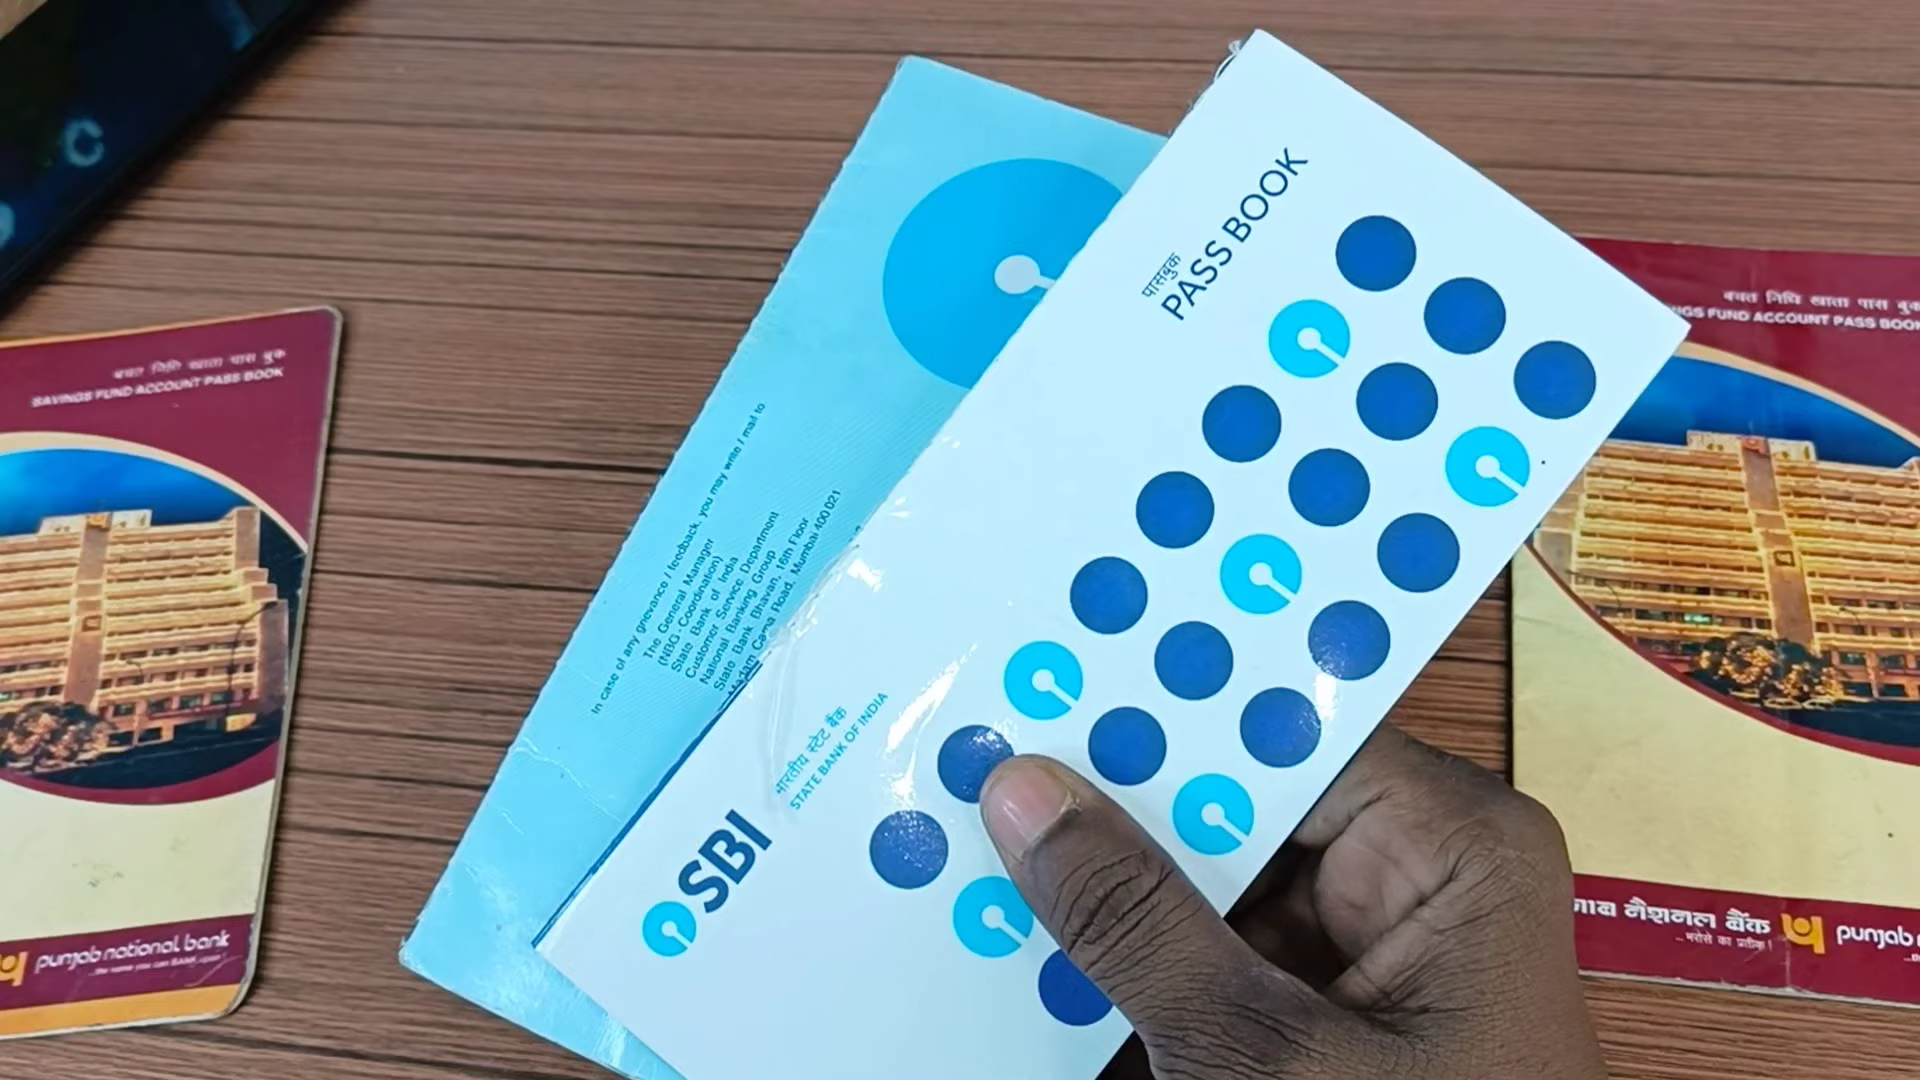 C
बचत निधि खाता पास बुक
SAVINGS FUND ACCOUNT PASS BOOK
punjab national bank
...the name you can BANK upon!
In case of any grievance / feedback, you may write / mail to
The General Manager
(NBG-Coordination)
State Bank of India
Customer Service Department
National Banking Group
State Bank Bhavan, 16th Floor
Madam Cama Road, Mumbai 400 021
पासबुक
PASS BOOK
SBI
भारतीय स्टेट बैंक
STATE BANK OF INDIA
बचत निधि खाता पास बुक
NGS FUND ACCOUNT PASS BOOK
नैशनल बैंक
...भरोसे का प्रतीक!
punjab